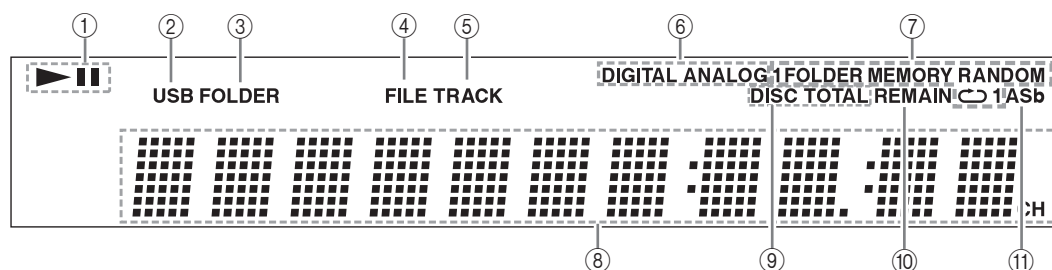 ① ② ③ ④ ⑤ ⑥ ⑦
DIGITAL ANALOG 1FOLDER MEMORY RANDOM
USB FOLDER FILE TRACK DISC TOTAL REMAIN 1 ASb
CH
⑧ ⑨ ⑩ ⑪